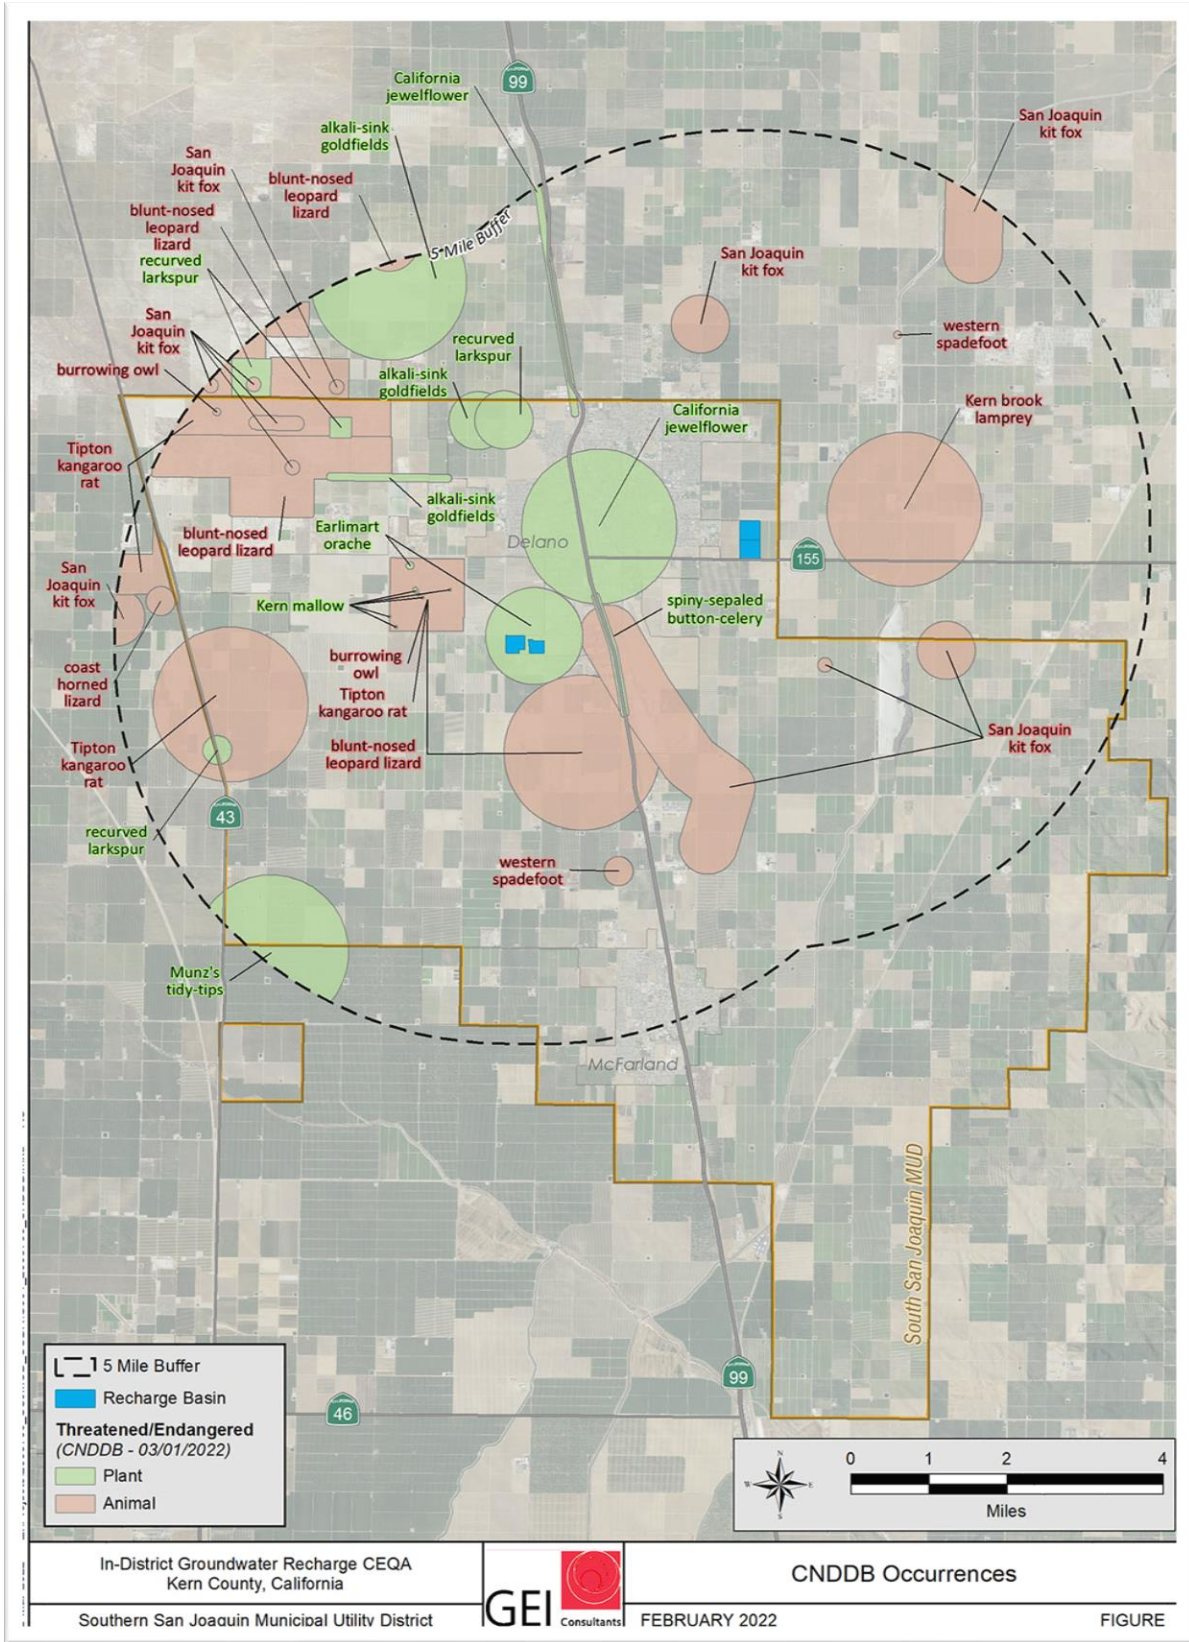 99
California
jewelflower
San Joaquin
kit fox
alkali-sink
goldfields
San
Joaquin
kit fox
blunt-nosed
leopard
lizard
blunt-nosed
leopard
lizard
5 Mile Buffer
recurved
larkspur
San Joaquin
kit fox
San
Joaquin
kit fox
western
spadefoot
recurved
larkspur
burrowing owl
alkali-sink
goldfields
Kern brook
lamprey
California
jewelflower
Tipton
kangaroo
rat
alkali-sink
goldfields
blunt-nosed
leopard lizard
Earlimart
orache
Delano
155
San
Joaquin
kit fox
Kern mallow
spiny-sepaled
button-celery
burrowing
owl
coast
horned
lizard
Tipton
kangaroo rat
San Joaquin
kit fox
Tipton
kangaroo
rat
blunt-nosed
leopard lizard
43
recurved
larkspur
western
spadefoot
Munz's
tidy-tips
McFarland
South San Joaquin MUD
99
46
5 Mile Buffer
Recharge Basin
Threatened/Endangered
(CNDDB - 03/01/2022)
Plant
Animal
N
W
E
S
0 1 2 4
Miles
In-District Groundwater Recharge CEQA
Kern County, California
Southern San Joaquin Municipal Utility District
GEI
Consultants
CNDDB Occurrences
FEBRUARY 2022
FIGURE